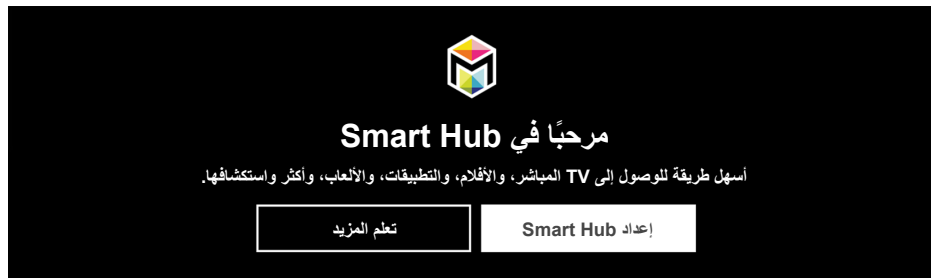 مرحبًا في Smart Hub
أسهل طريقة للوصول إلى TV المباشر، والأفلام، والتطبيقات، والألعاب، وأكثر واستكشافها.
إعداد Smart Hub
تعلم المزيد